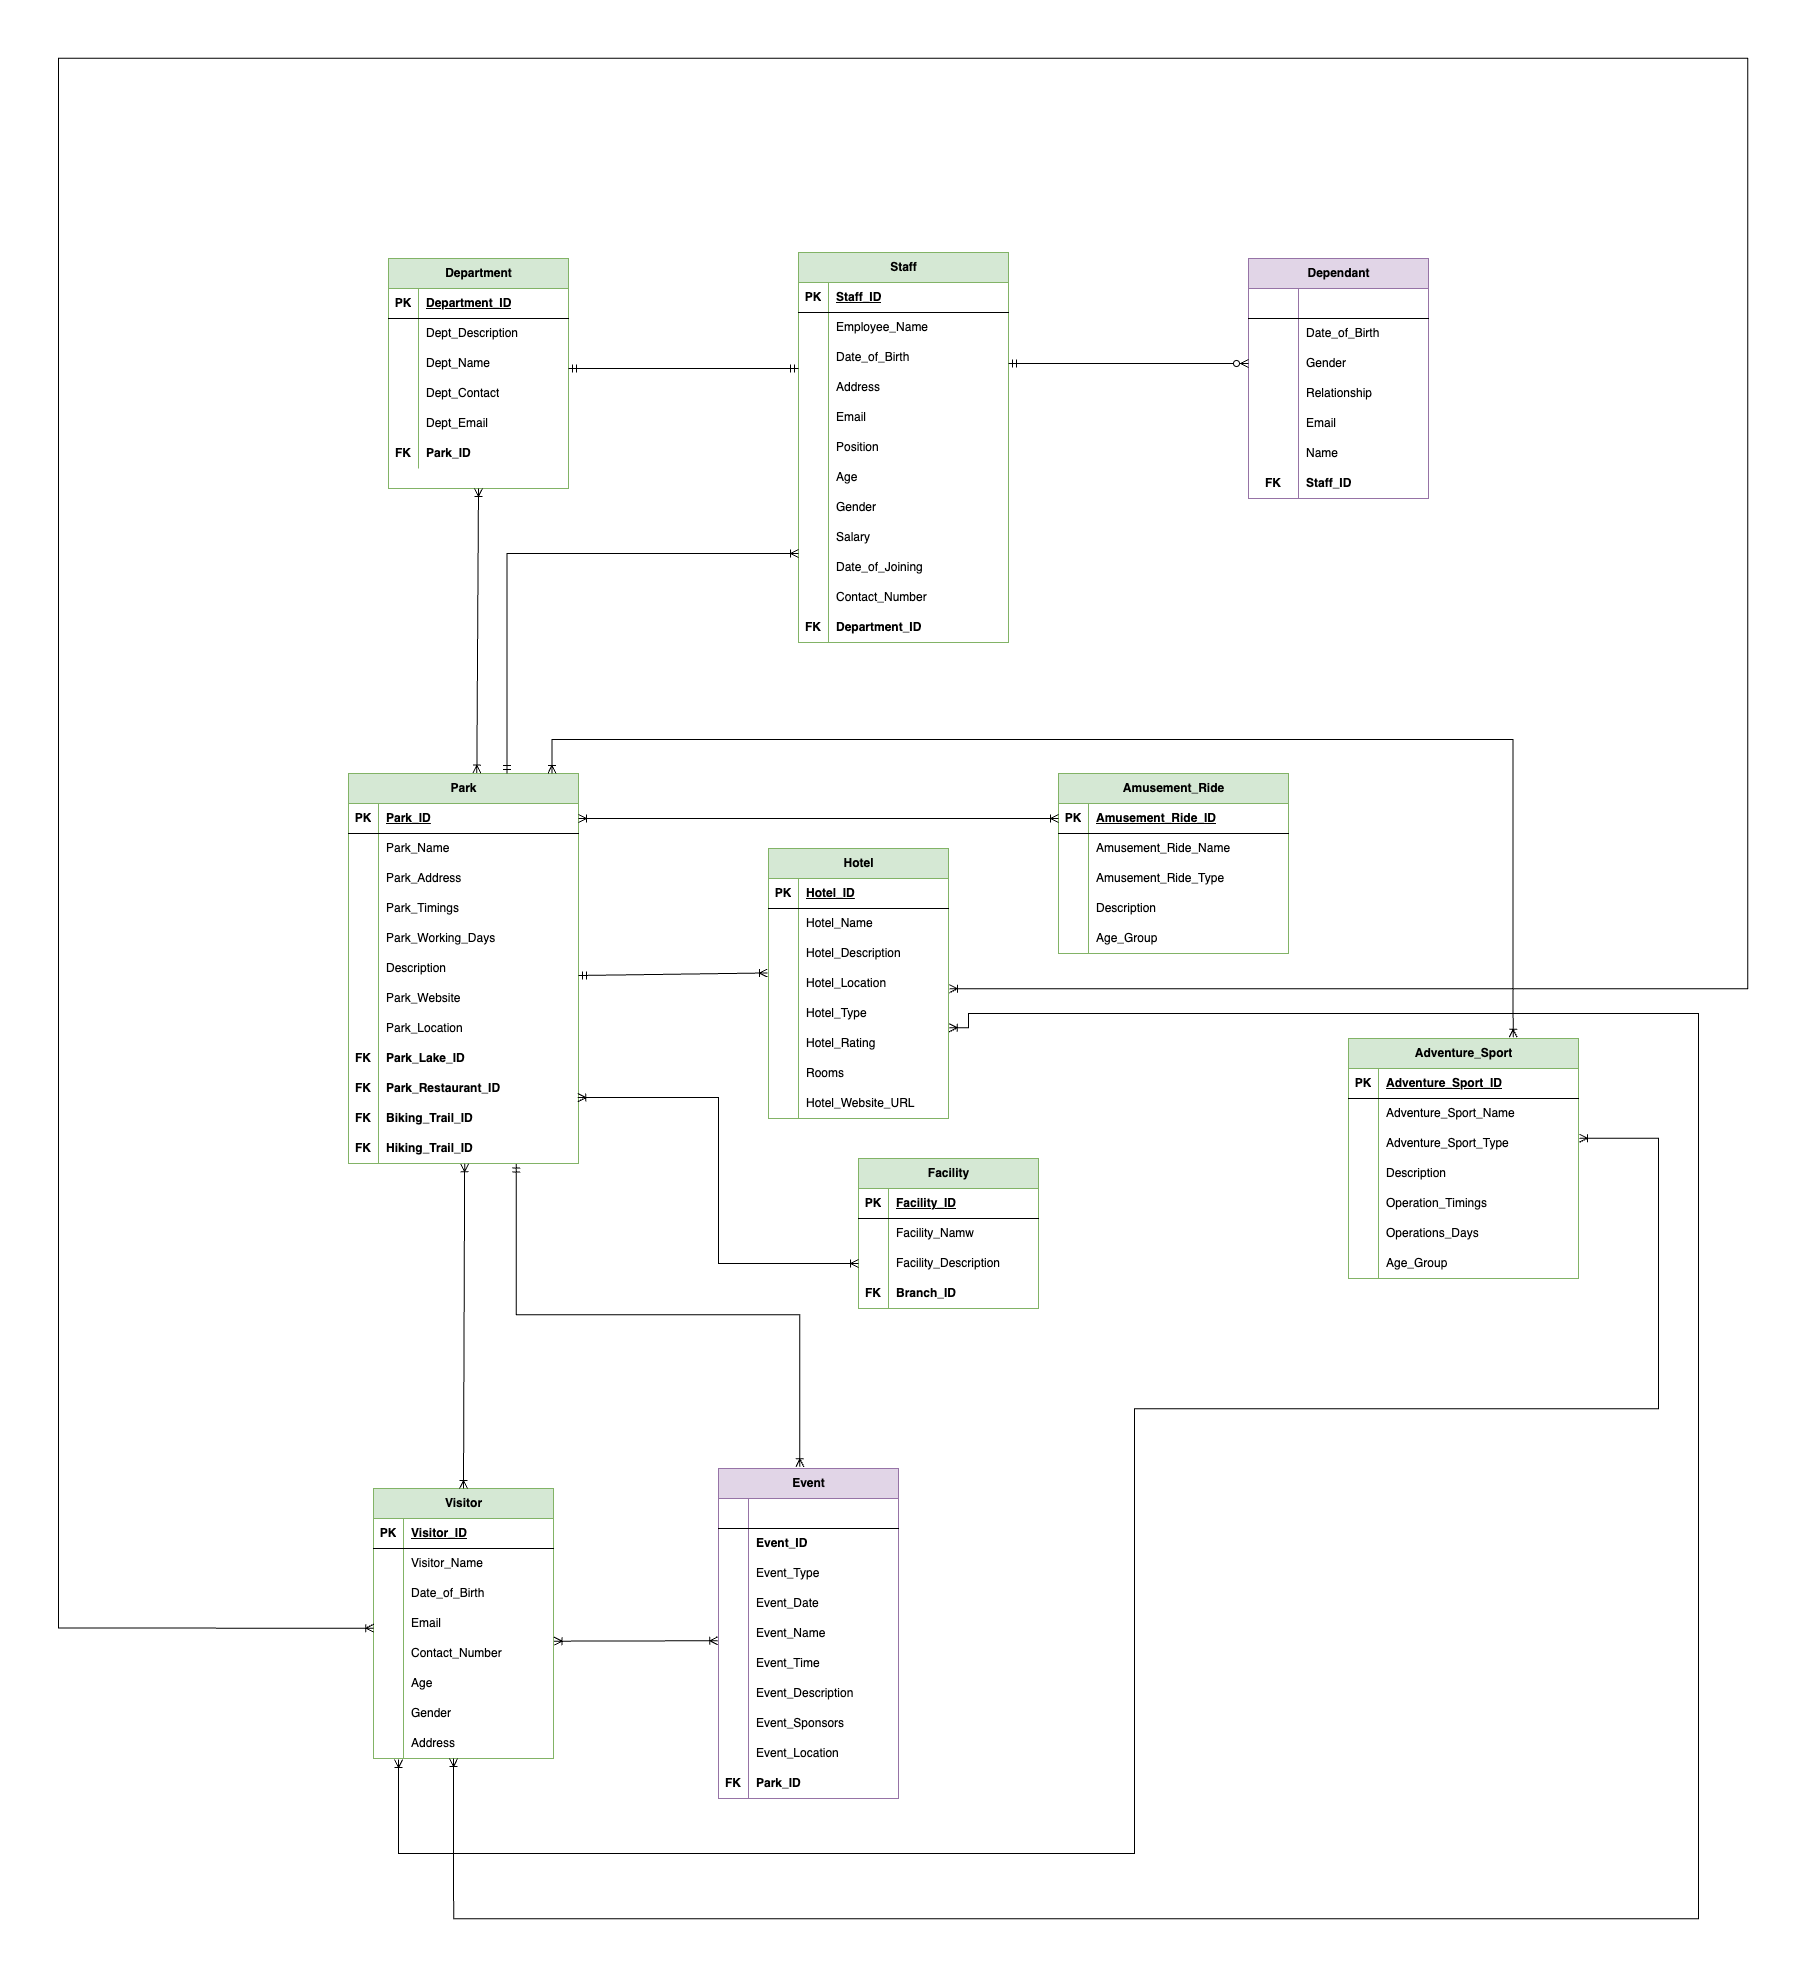 Department
PK Department_ID
Dept_Description
Dept_Name
Dept_Contact
Dept_Email
FK Park_ID
Staff
PK Staff_ID
Employee_Name
Date_of_Birth
Address
Email
Position
Age
Gender
Salary
Date_of_Joining
Contact_Number
FK Department_ID
Dependant
Date_of_Birth
Gender
Relationship
Email
Name
FK Staff_ID
Park
PK Park_ID
Park_Name
Park_Address
Park_Timings
Park_Working_Days
Description
Park_Website
Park_Location
FK Park_Lake_ID
FK Park_Restaurant_ID
FK Biking_Trail_ID
FK Hiking_Trail_ID
Hotel
PK Hotel_ID
Hotel_Name
Hotel_Description
Hotel_Location
Hotel_Type
Hotel_Rating
Rooms
Hotel_Website_URL
Amusement_Ride
PK Amusement_Ride_ID
Amusement_Ride_Name
Amusement_Ride_Type
Description
Age_Group
Adventure_Sport
PK Adventure_Sport_ID
Adventure_Sport_Name
Adventure_Sport_Type
Description
Operation_Timings
Operations_Days
Age_Group
Facility
PK Facility_ID
Facility_Namw
Facility_Description
FK Branch_ID
Visitor
PK Visitor_ID
Visitor_Name
Date_of_Birth
Email
Contact_Number
Age
Gender
Address
Event
Event_ID
Event_Type
Event_Date
Event_Name
Event_Time
Event_Description
Event_Sponsors
Event_Location
FK Park_ID